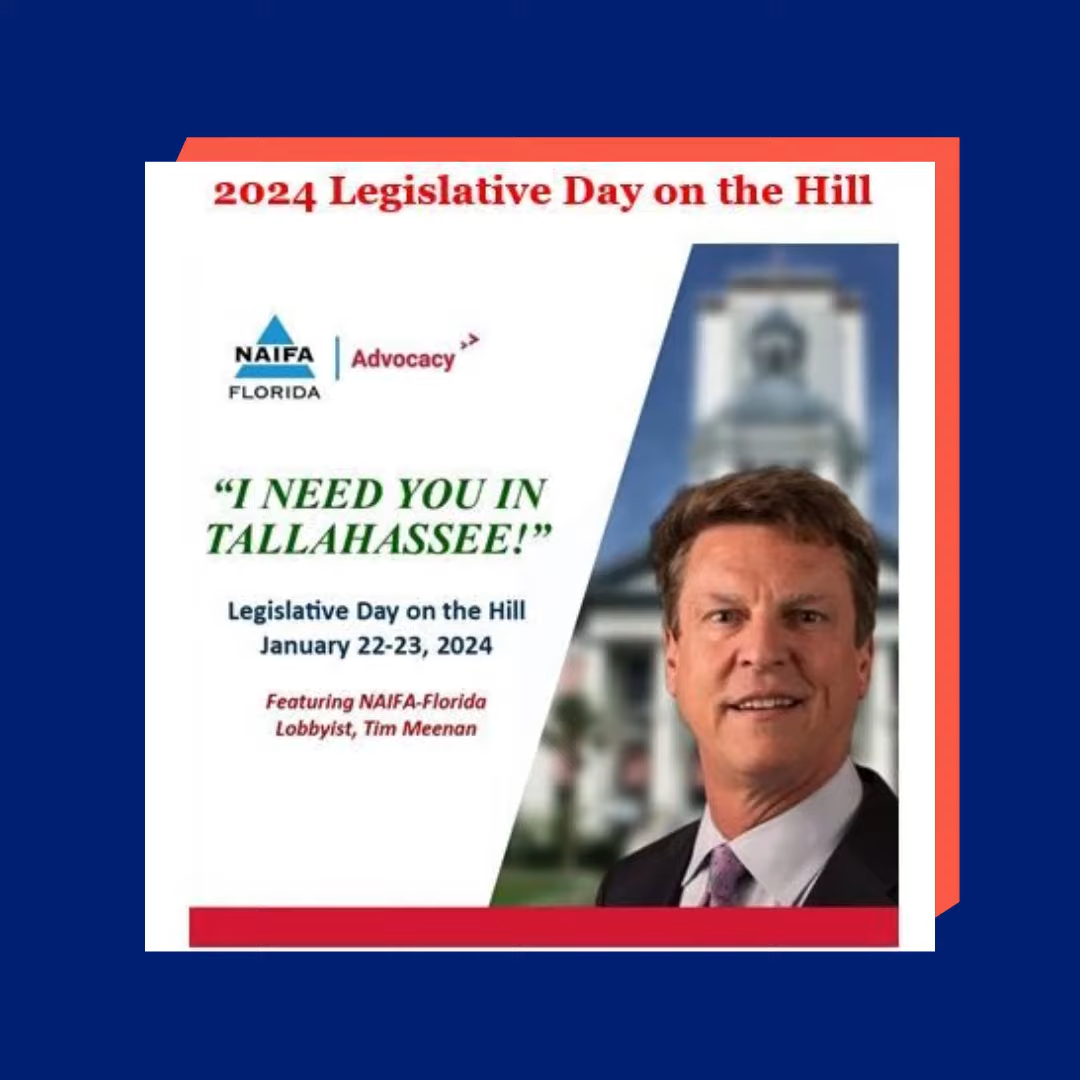 2024 Legislative Day on the Hill
NAIFA
FLORIDA
Advocacy
“I NEED YOU IN
TALLAHASSEE!”
Legislative Day on the Hill
January 22-23, 2024
Featuring NAIFA-Florida
Lobbyist, Tim Meenan